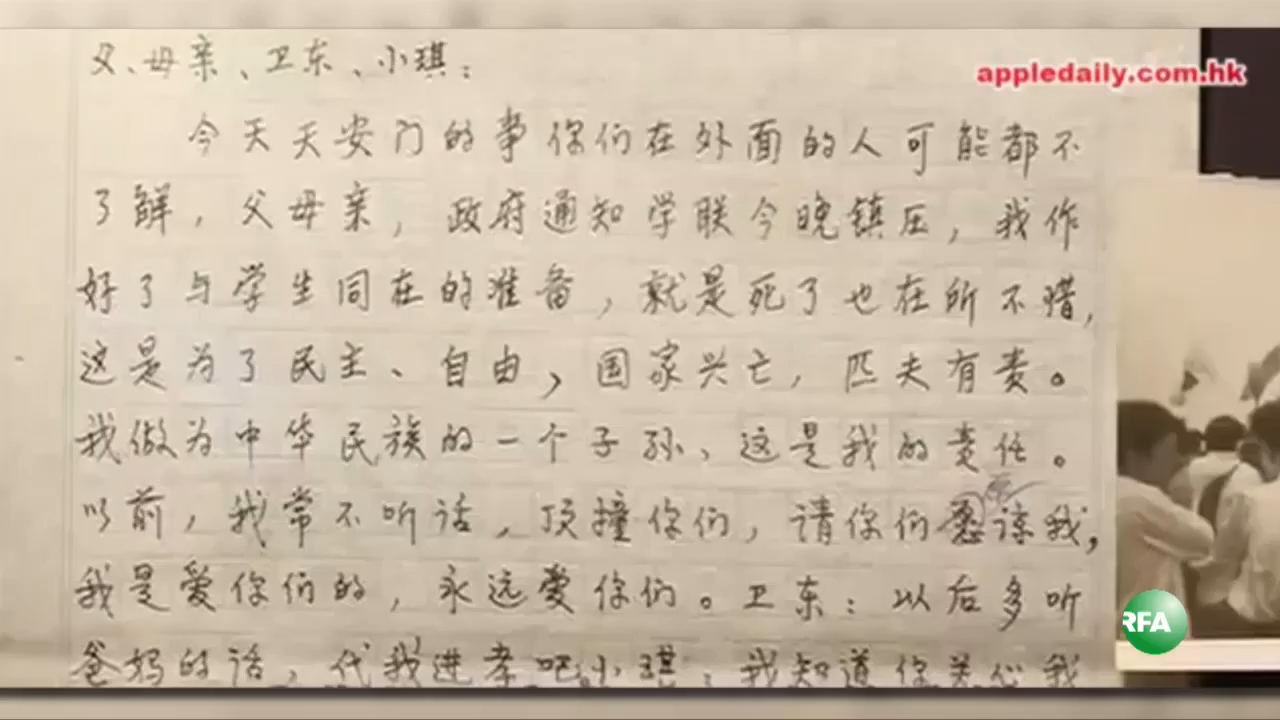 父、母亲、卫东、小琪：
appledaily.com.hk
今天天安门的事你们在外面的人可能都不
了解，父母亲，政府通知学联今晚镇压，我作
好了与学生同在的准备，就是死了也在所不惜，
这是为了民主、自由，国家兴亡，匹夫有责。
我做为中华民族的一个子孙、这是我的责任。
以前，我常不听话，顶撞你们，请你们谅我，
我是爱你们的，永远爱你们。卫东：以后多听
爸妈的话，代我进孝吧小琪：我知道你关心我
RFA